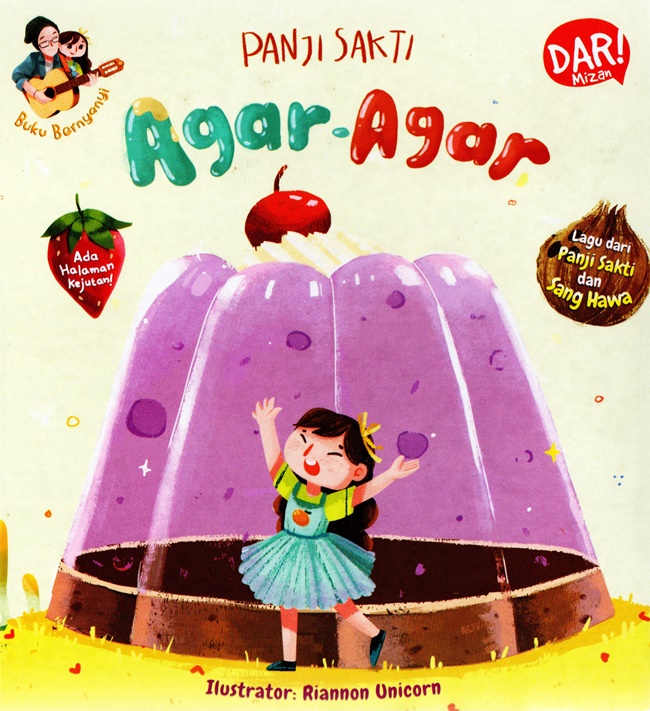 PANJI SAKTI
DAR!
Mizan
Buku Bernyanyi
Agar-Agar
Ada
Halaman
kejutan!
Lagu dari
Panji Sakti
dan
Sang Hawa
Ilustrator: Riannon Unicorn